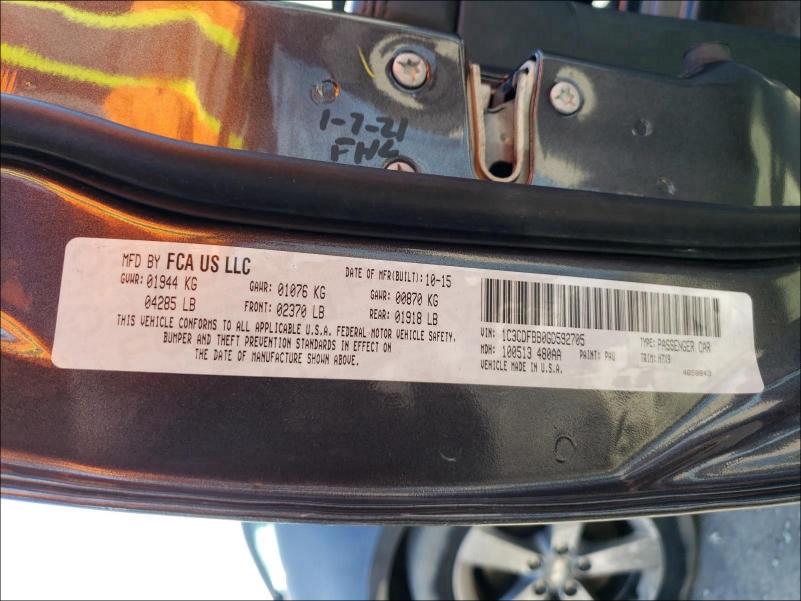 1-7-21
FHL
MFD BY FCA US LLC DATE OF MFR(BUILT): 10-15
GVWR: 01944 KG GAWR: 01076 KG GAWR: 00870 KG
04285 LB FRONT: 02370 LB REAR: 01918 LB
THIS VEHICLE CONFORMS TO ALL APPLICABLE U.S.A. FEDERAL MOTOR VEHICLE SAFETY,
BUMPER AND THEFT PREVENTION STANDARDS IN EFFECT ON
THE DATE OF MANUFACTURE SHOWN ABOVE.
VIN: 1C3CDFBB0GD592705 TYPE: PASSENGER CAR
MDH: 100513 480AA PAINT: PAU TRIM: HTX9
VEHICLE MADE IN U.S.A.